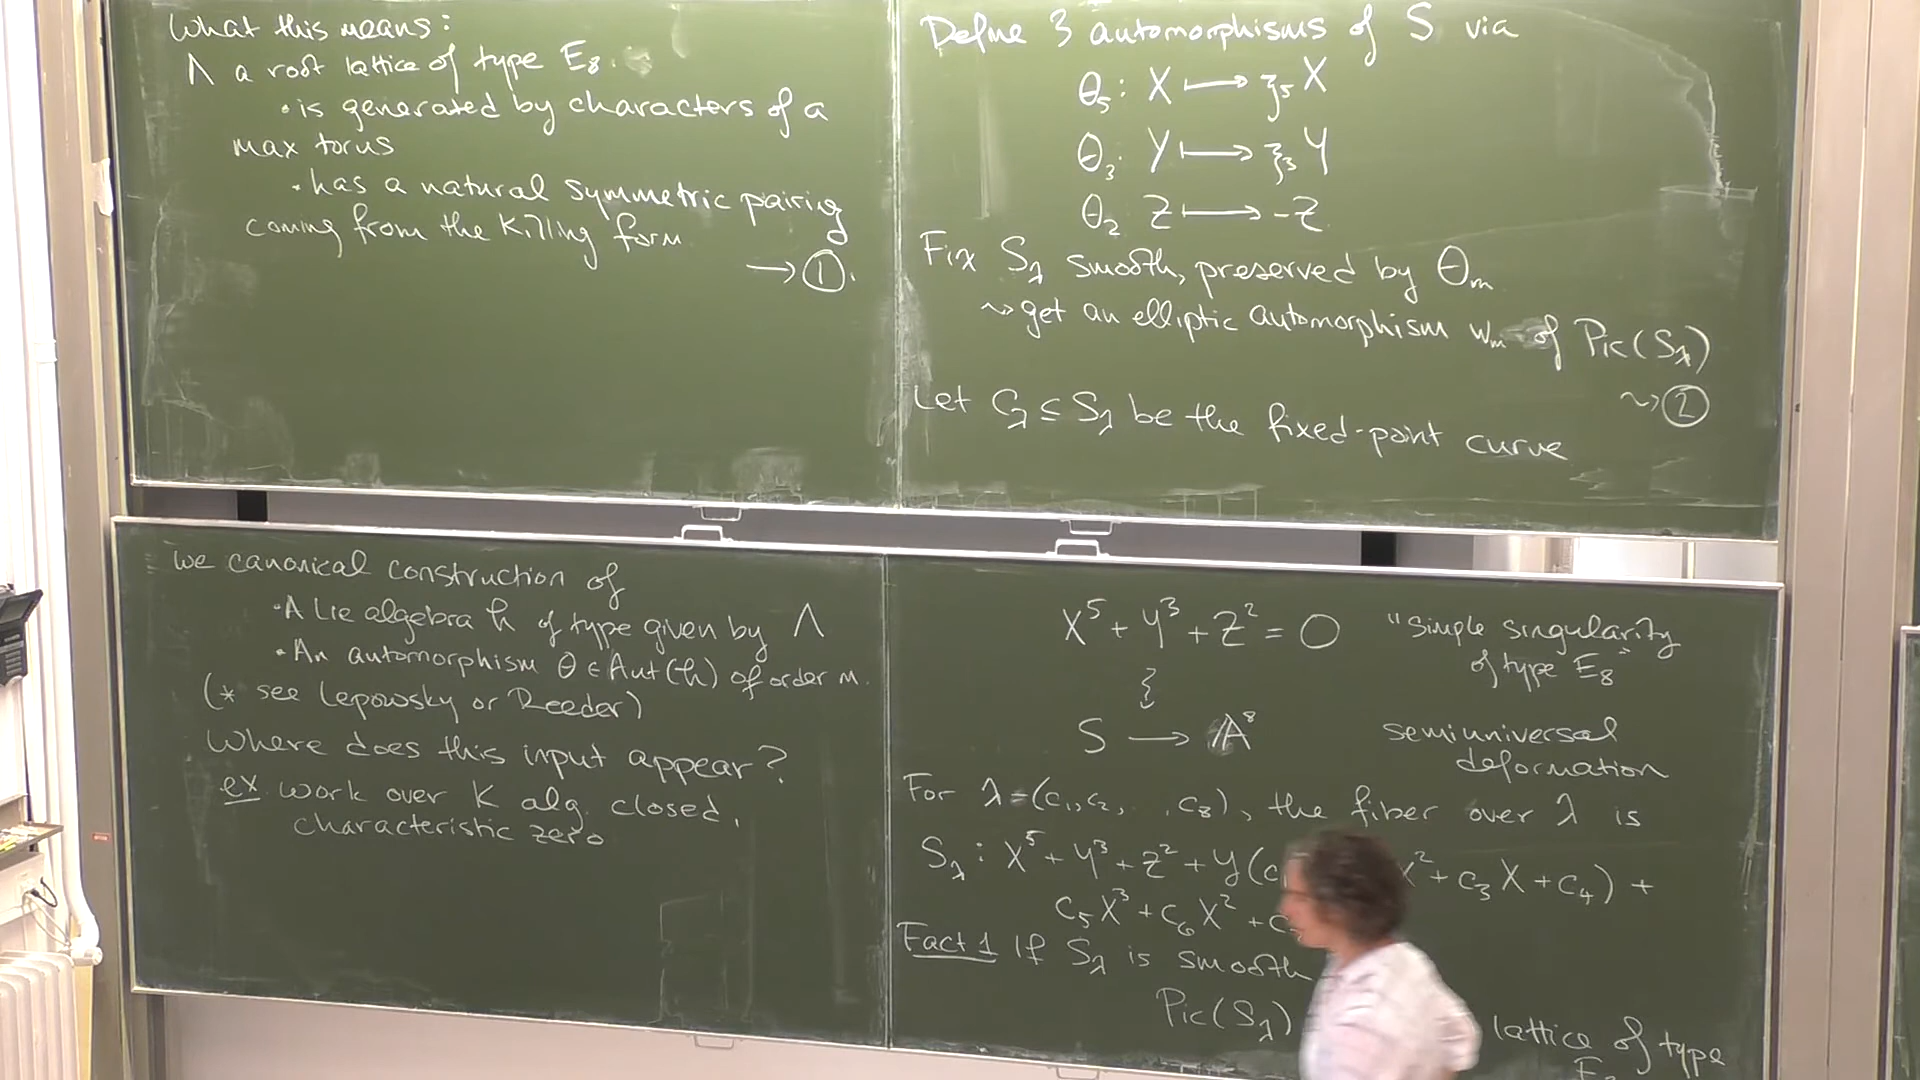 What this means:
Λ a root lattice of type E₈.
• is generated by characters of a
max torus
• has a natural symmetric pairing
coming from the Killing form
→ ①.
Define 3 automorphisms of S via
θ₅: X ⟼ ξ₅ X
θ₃: Y ⟼ ξ₃ Y
θ₂ Z ⟼ -Z
Fix S_λ smooth, preserved by θ_m
⇝ get an elliptic automorphism w_m of Pic(S_λ)
⇝ ②
Let C_λ ⊆ S_λ be the fixed-point curve
we canonical construction of
• A Lie algebra h of type given by Λ
• An automorphism θ ∈ Aut(h) of order m.
(* see Lepowsky or Reeder)
Where does this input appear?
ex. work over K alg. closed,
characteristic zero
X⁵ + Y³ + Z² = 0 "simple singularity
of type E₈"
S → A⁸ semiuniversal
deformation
For λ = (c₁, c₂, , c₈), the fiber over λ is
S_λ: X⁵ + Y³ + Z² + Y(c X² + c₃X + c₄) +
c₅X³ + c₆X² + c
Fact 1 If S_λ is smooth
Pic(S_λ) lattice of type
E₈